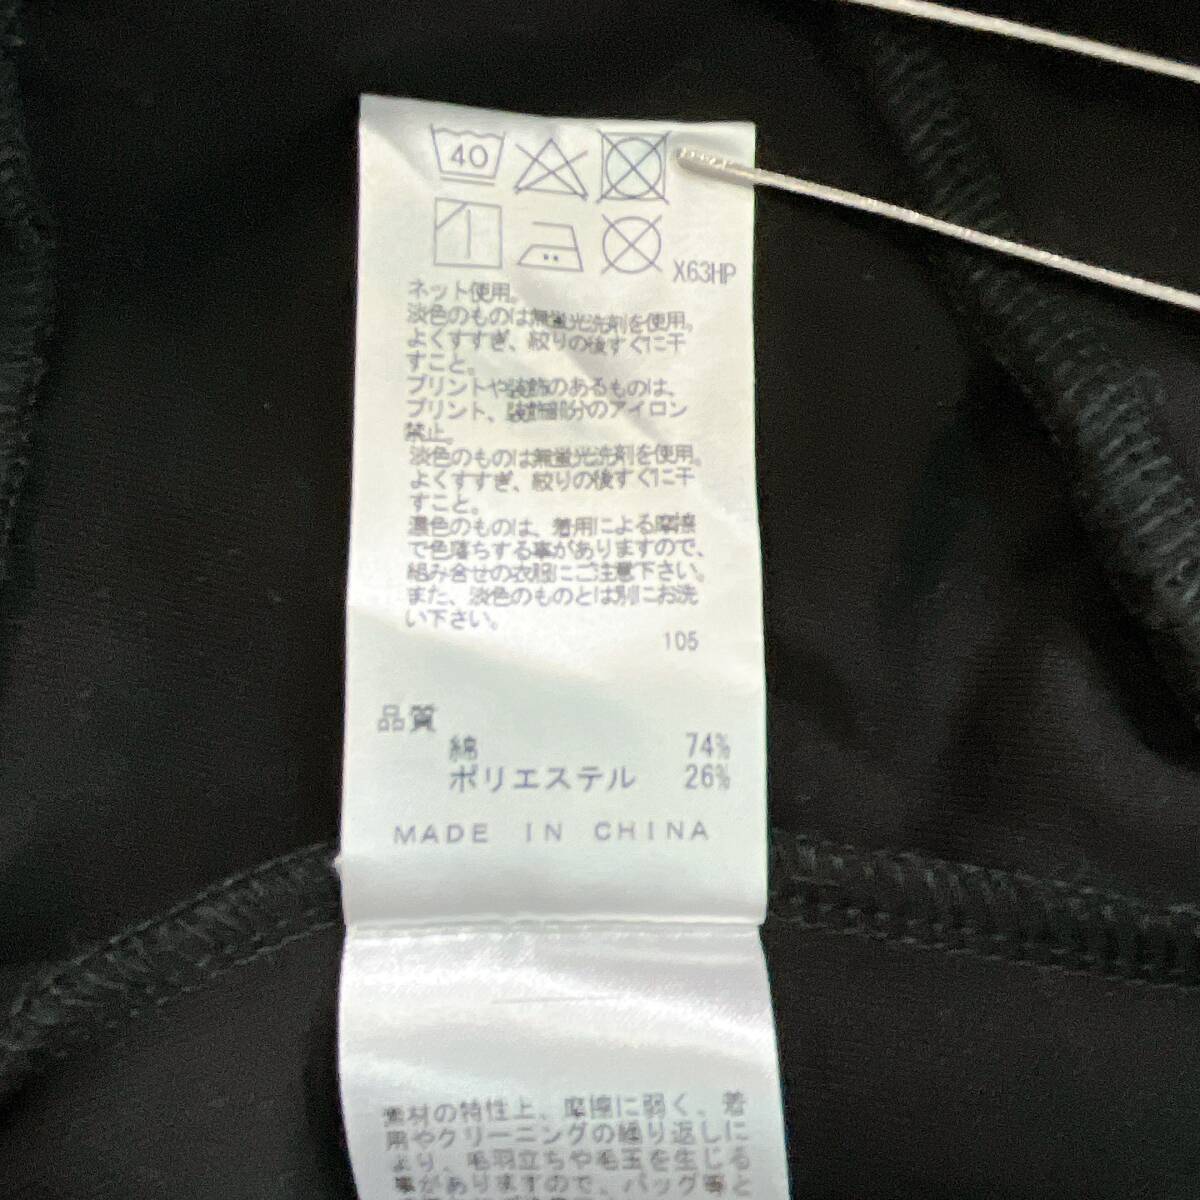 40
X63HP
ネット使用。
淡色のものは無蛍光洗剤を使用。
よくすすぎ、絞りの後すぐに干
すこと。
プリントや装飾のあるものは、
プリント、装飾部分のアイロン
禁止。
淡色のものは無蛍光洗剤を使用。
よくすすぎ、絞りの後すぐに干
すこと。
濃色のものは、着用による摩擦
で色落ちする事がありますので、
組み合せの衣服にご注意下さい。
また、淡色のものとは別にお洗
い下さい。
105
品質
綿 74%
ポリエステル 26%
MADE IN CHINA
素材の特性上、摩擦に弱く、着
用やクリーニングの繰り返しに
より、毛羽立ちや毛玉を生じる
事がありますので、バッグ等と